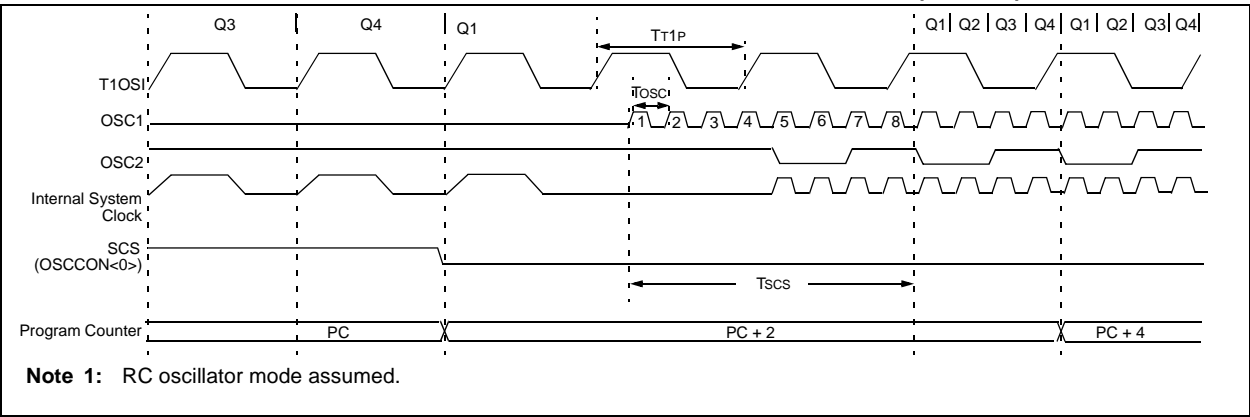 Q3 Q4 Q1 Q1 Q2 Q3 Q4 Q1 Q2 Q3 Q4
TT1P
T1OSI
TOSC
OSC1 1 2 3 4 5 6 7 8
OSC2
Internal System
Clock
SCS
(OSCCON<0>)
TSCS
Program Counter PC PC + 2 PC + 4
Note 1: RC oscillator mode assumed.